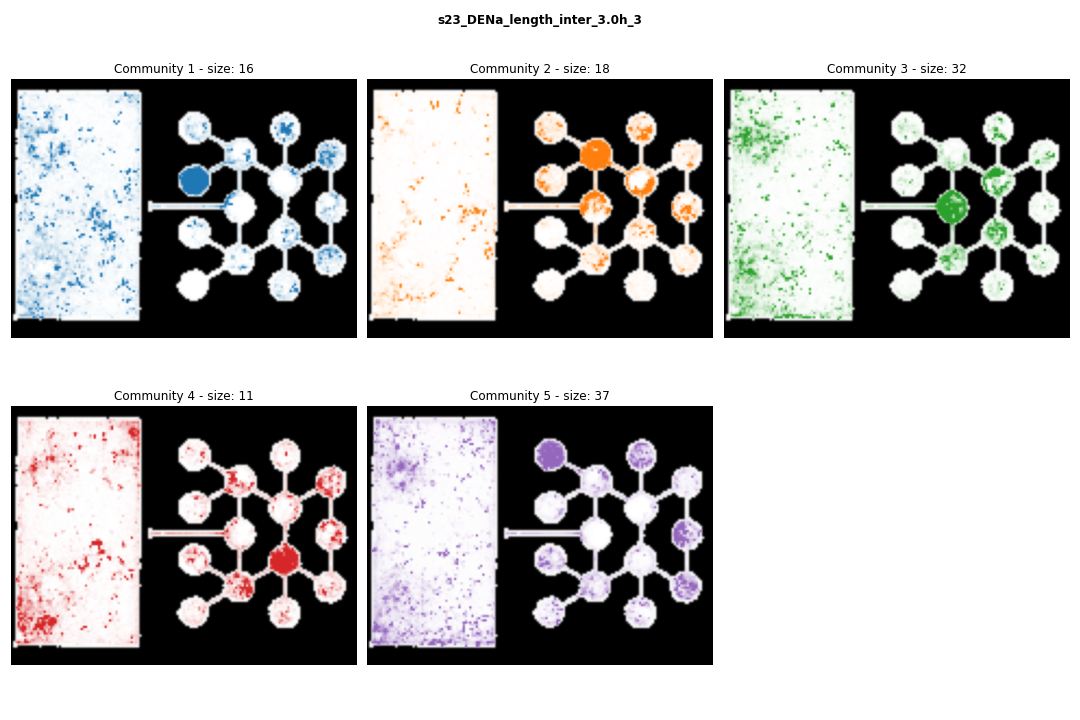 s23_DENa_length_inter_3.0h_3
Community 1 - size: 16
Community 2 - size: 18
Community 3 - size: 32
Community 4 - size: 11
Community 5 - size: 37